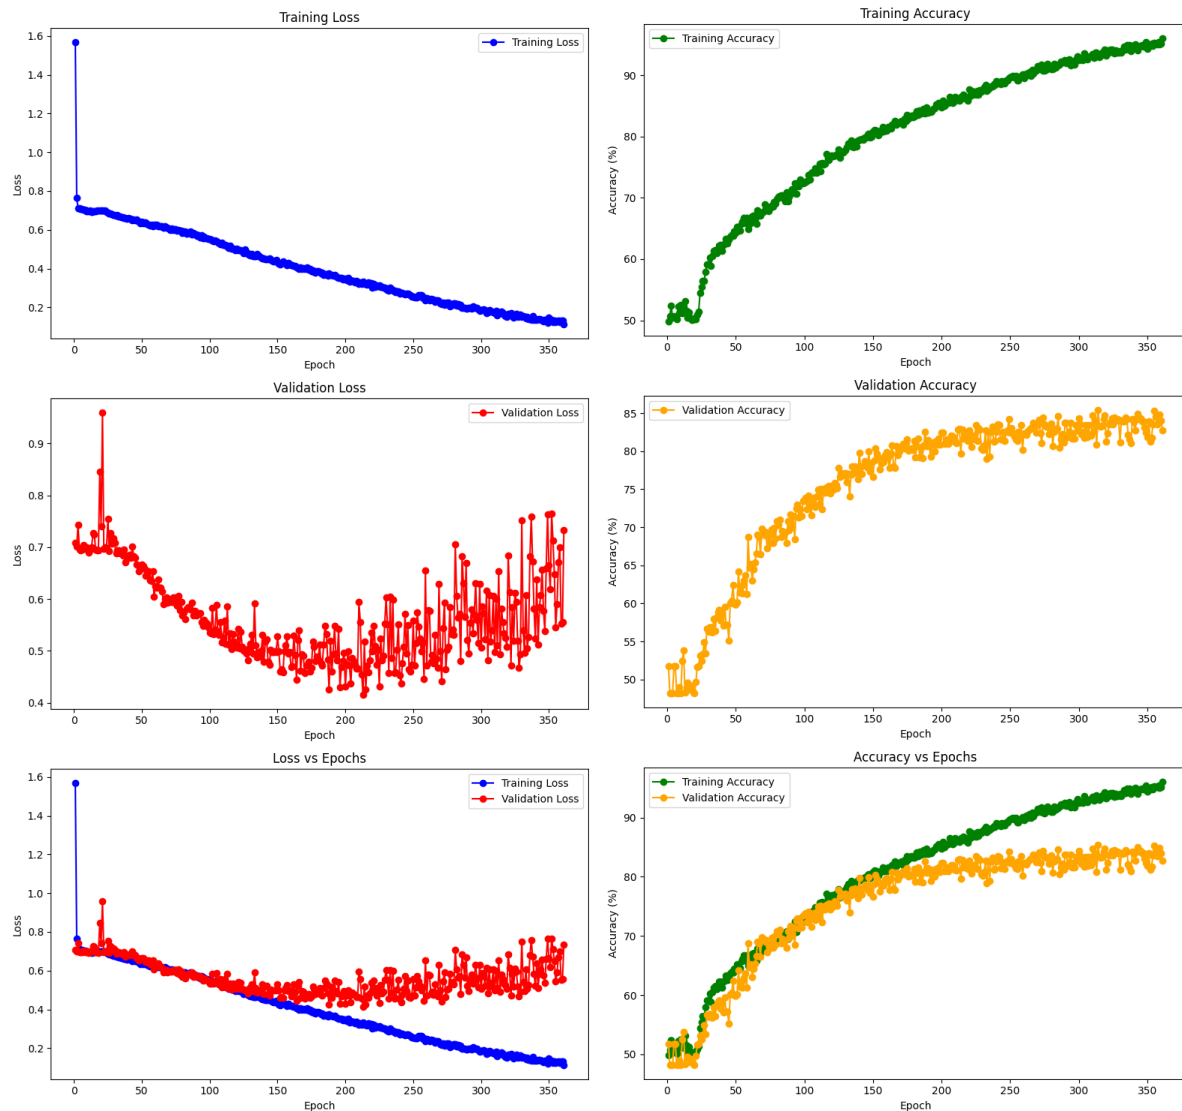 Training Loss
Training Loss
1.6
1.4
1.2
1.0
0.8
0.6
0.4
0.2
Loss
0 50 100 150 200 250 300 350
Epoch
Training Accuracy
Training Accuracy
90
80
70
60
50
Accuracy (%)
0 50 100 150 200 250 300 350
Epoch
Validation Loss
Validation Loss
0.9
0.8
0.7
0.6
0.5
0.4
Loss
0 50 100 150 200 250 300 350
Epoch
Validation Accuracy
Validation Accuracy
85
80
75
70
65
60
55
50
Accuracy (%)
0 50 100 150 200 250 300 350
Epoch
Loss vs Epochs
Training Loss
Validation Loss
1.6
1.4
1.2
1.0
0.8
0.6
0.4
0.2
Loss
0 50 100 150 200 250 300 350
Epoch
Accuracy vs Epochs
Training Accuracy
Validation Accuracy
90
80
70
60
50
Accuracy (%)
0 50 100 150 200 250 300 350
Epoch